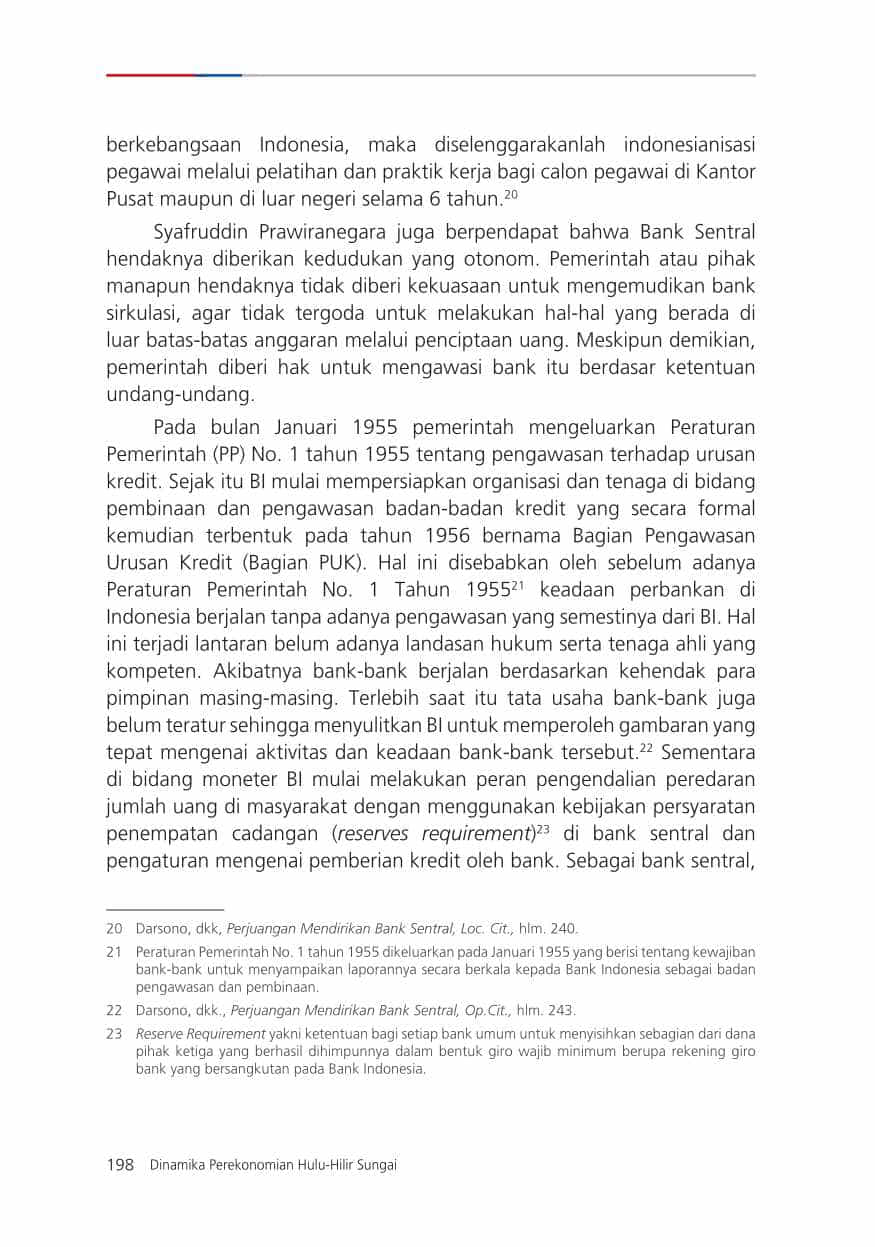 berkebangsaan Indonesia, maka diselenggarakanlah indonesianisasi
pegawai melalui pelatihan dan praktik kerja bagi calon pegawai di Kantor
Pusat maupun di luar negeri selama 6 tahun.20
Syafruddin Prawiranegara juga berpendapat bahwa Bank Sentral
hendaknya diberikan kedudukan yang otonom. Pemerintah atau pihak
manapun hendaknya tidak diberi kekuasaan untuk mengemudikan bank
sirkulasi, agar tidak tergoda untuk melakukan hal-hal yang berada di
luar batas-batas anggaran melalui penciptaan uang. Meskipun demikian,
pemerintah diberi hak untuk mengawasi bank itu berdasar ketentuan
undang-undang.
Pada bulan Januari 1955 pemerintah mengeluarkan Peraturan
Pemerintah (PP) No. 1 tahun 1955 tentang pengawasan terhadap urusan
kredit. Sejak itu BI mulai mempersiapkan organisasi dan tenaga di bidang
pembinaan dan pengawasan badan-badan kredit yang secara formal
kemudian terbentuk pada tahun 1956 bernama Bagian Pengawasan
Urusan Kredit (Bagian PUK). Hal ini disebabkan oleh sebelum adanya
Peraturan Pemerintah No. 1 Tahun 195521 keadaan perbankan di
Indonesia berjalan tanpa adanya pengawasan yang semestinya dari BI. Hal
ini terjadi lantaran belum adanya landasan hukum serta tenaga ahli yang
kompeten. Akibatnya bank-bank berjalan berdasarkan kehendak para
pimpinan masing-masing. Terlebih saat itu tata usaha bank-bank juga
belum teratur sehingga menyulitkan BI untuk memperoleh gambaran yang
tepat mengenai aktivitas dan keadaan bank-bank tersebut.22 Sementara
di bidang moneter BI mulai melakukan peran pengendalian peredaran
jumlah uang di masyarakat dengan menggunakan kebijakan persyaratan
penempatan cadangan (reserves requirement)23 di bank sentral dan
pengaturan mengenai pemberian kredit oleh bank. Sebagai bank sentral,
20 Darsono, dkk, Perjuangan Mendirikan Bank Sentral, Loc. Cit., hlm. 240.
21 Peraturan Pemerintah No. 1 tahun 1955 dikeluarkan pada Januari 1955 yang berisi tentang kewajiban
bank-bank untuk menyampaikan laporannya secara berkala kepada Bank Indonesia sebagai badan
pengawasan dan pembinaan.
22 Darsono, dkk., Perjuangan Mendirikan Bank Sentral, Op.Cit., hlm. 243.
23 Reserve Requirement yakni ketentuan bagi setiap bank umum untuk menyisihkan sebagian dari dana
pihak ketiga yang berhasil dihimpunnya dalam bentuk giro wajib minimum berupa rekening giro
bank yang bersangkutan pada Bank Indonesia.
198 Dinamika Perekonomian Hulu-Hilir Sungai